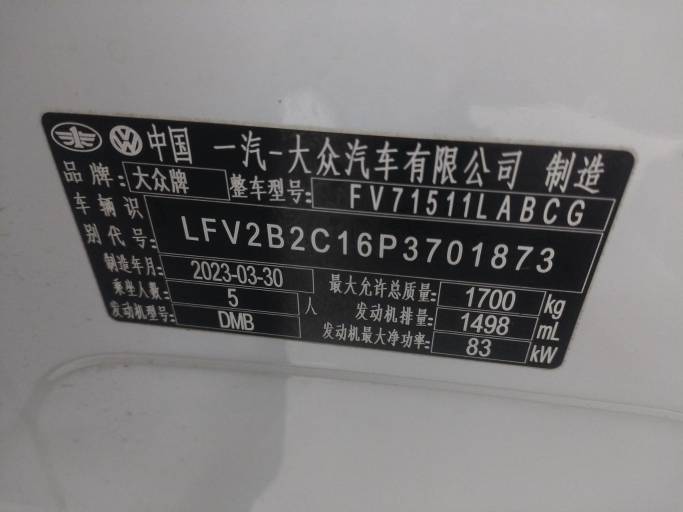 中国 一汽-大众汽车有限公司 制造
品牌: 大众牌 整车型号: FV71511LABCG
车辆识别代号: LFV2B2C16P3701873
制造年月: 2023-03-30 最大允许总质量: 1700 kg
乘坐人数: 5 人 发动机排量: 1498 mL
发动机型号: DMB 发动机最大净功率: 83 kW